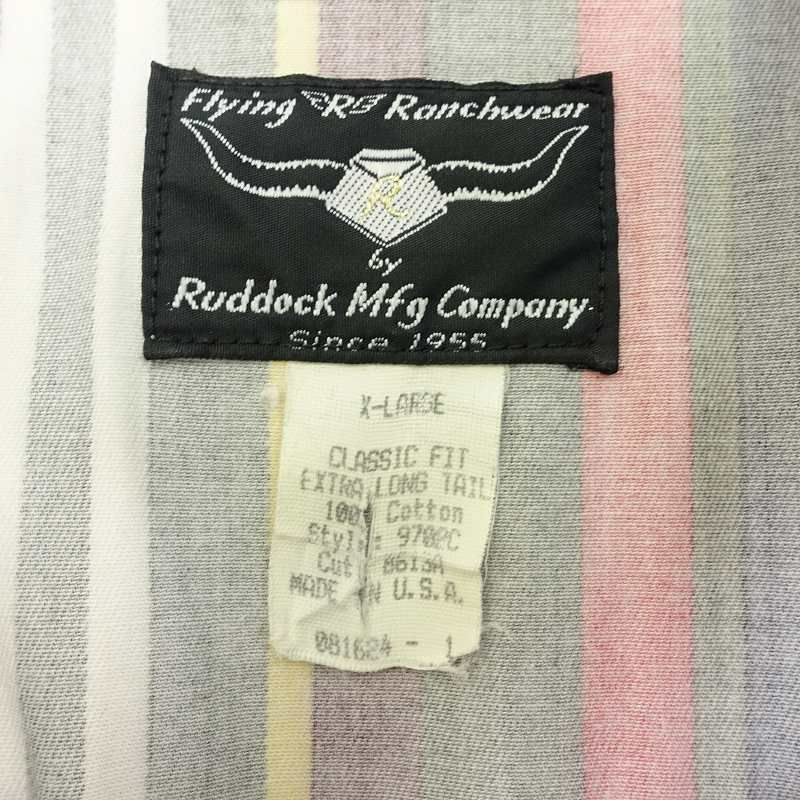 Flying R Ranchwear
R
by
Ruddock Mfg Company
Since 1955
X-LARGE
CLASSIC FIT
EXTRA LONG TAIL
100% Cotton
Style: 9702C
Cut 0613A
MADE IN U.S.A.
081624 - 1